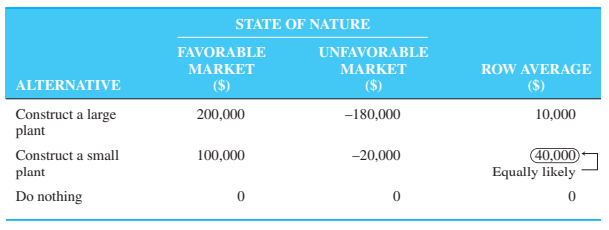 STATE OF NATURE
FAVORABLE UNFAVORABLE
MARKET MARKET ROW AVERAGE
ALTERNATIVE ($) ($) ($)
Construct a large 200,000 –180,000 10,000
plant
Construct a small 100,000 –20,000 40,000
plant Equally likely
Do nothing 0 0 0